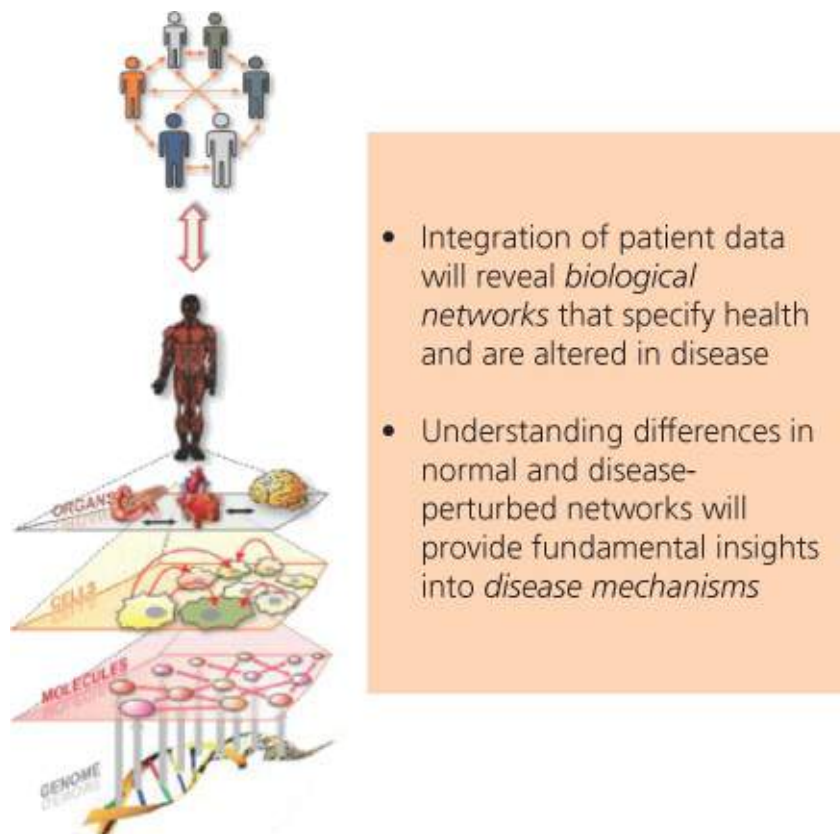 • Integration of patient data
will reveal biological
networks that specify health
and are altered in disease
• Understanding differences in
normal and disease-
perturbed networks will
provide fundamental insights
into disease mechanisms
ORGANS
CELLS
MOLECULES
GENOME